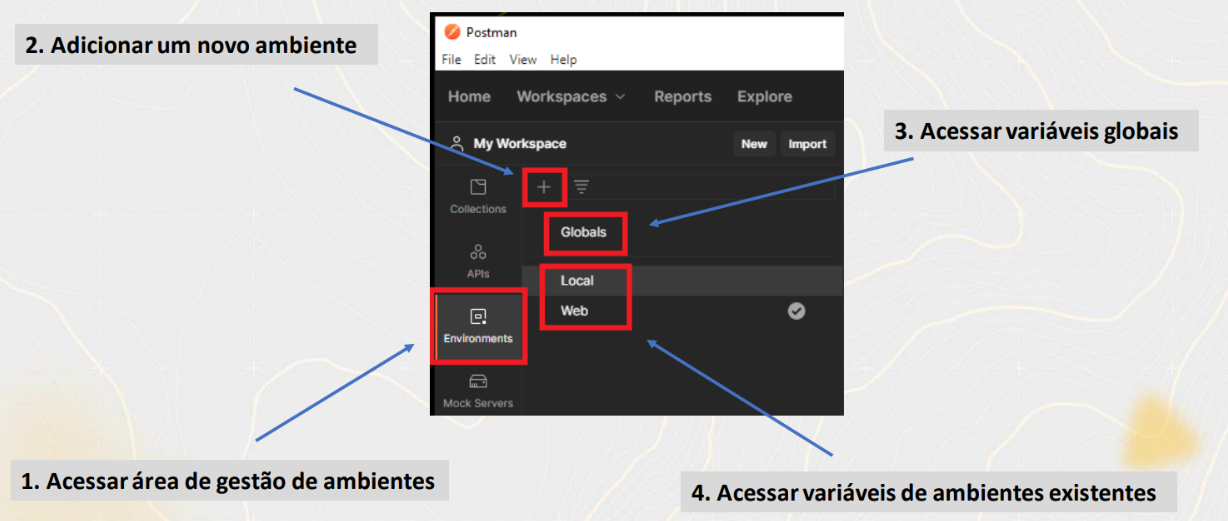 2. Adicionar um novo ambiente
Postman
File Edit View Help
Home Workspaces Reports Explore
3. Acessar variáveis globais
My Workspace New Import
Collections
Globals
APIs
Local
Web
Environments
Mock Servers
1. Acessar área de gestão de ambientes
4. Acessar variáveis de ambientes existentes